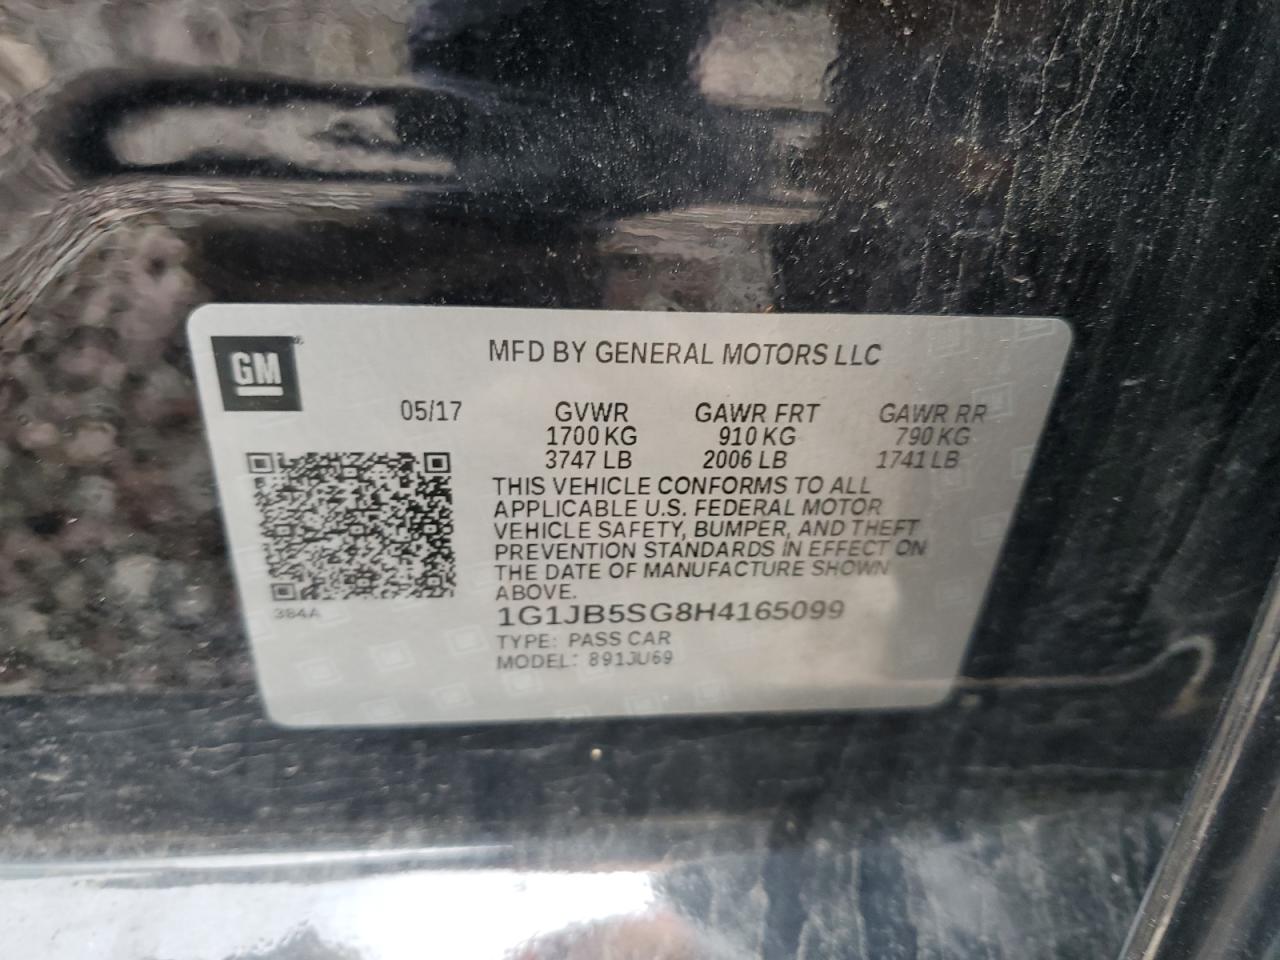 GM
MFD BY GENERAL MOTORS LLC
05/17 GVWR GAWR FRT GAWR RR
1700 KG 910 KG 790 KG
3747 LB 2006 LB 1741 LB
THIS VEHICLE CONFORMS TO ALL
APPLICABLE U.S. FEDERAL MOTOR
VEHICLE SAFETY, BUMPER, AND THEFT
PREVENTION STANDARDS IN EFFECT ON
THE DATE OF MANUFACTURE SHOWN
ABOVE.
384A
1G1JB5SG8H4165099
TYPE: PASS CAR
MODEL: 891JU69